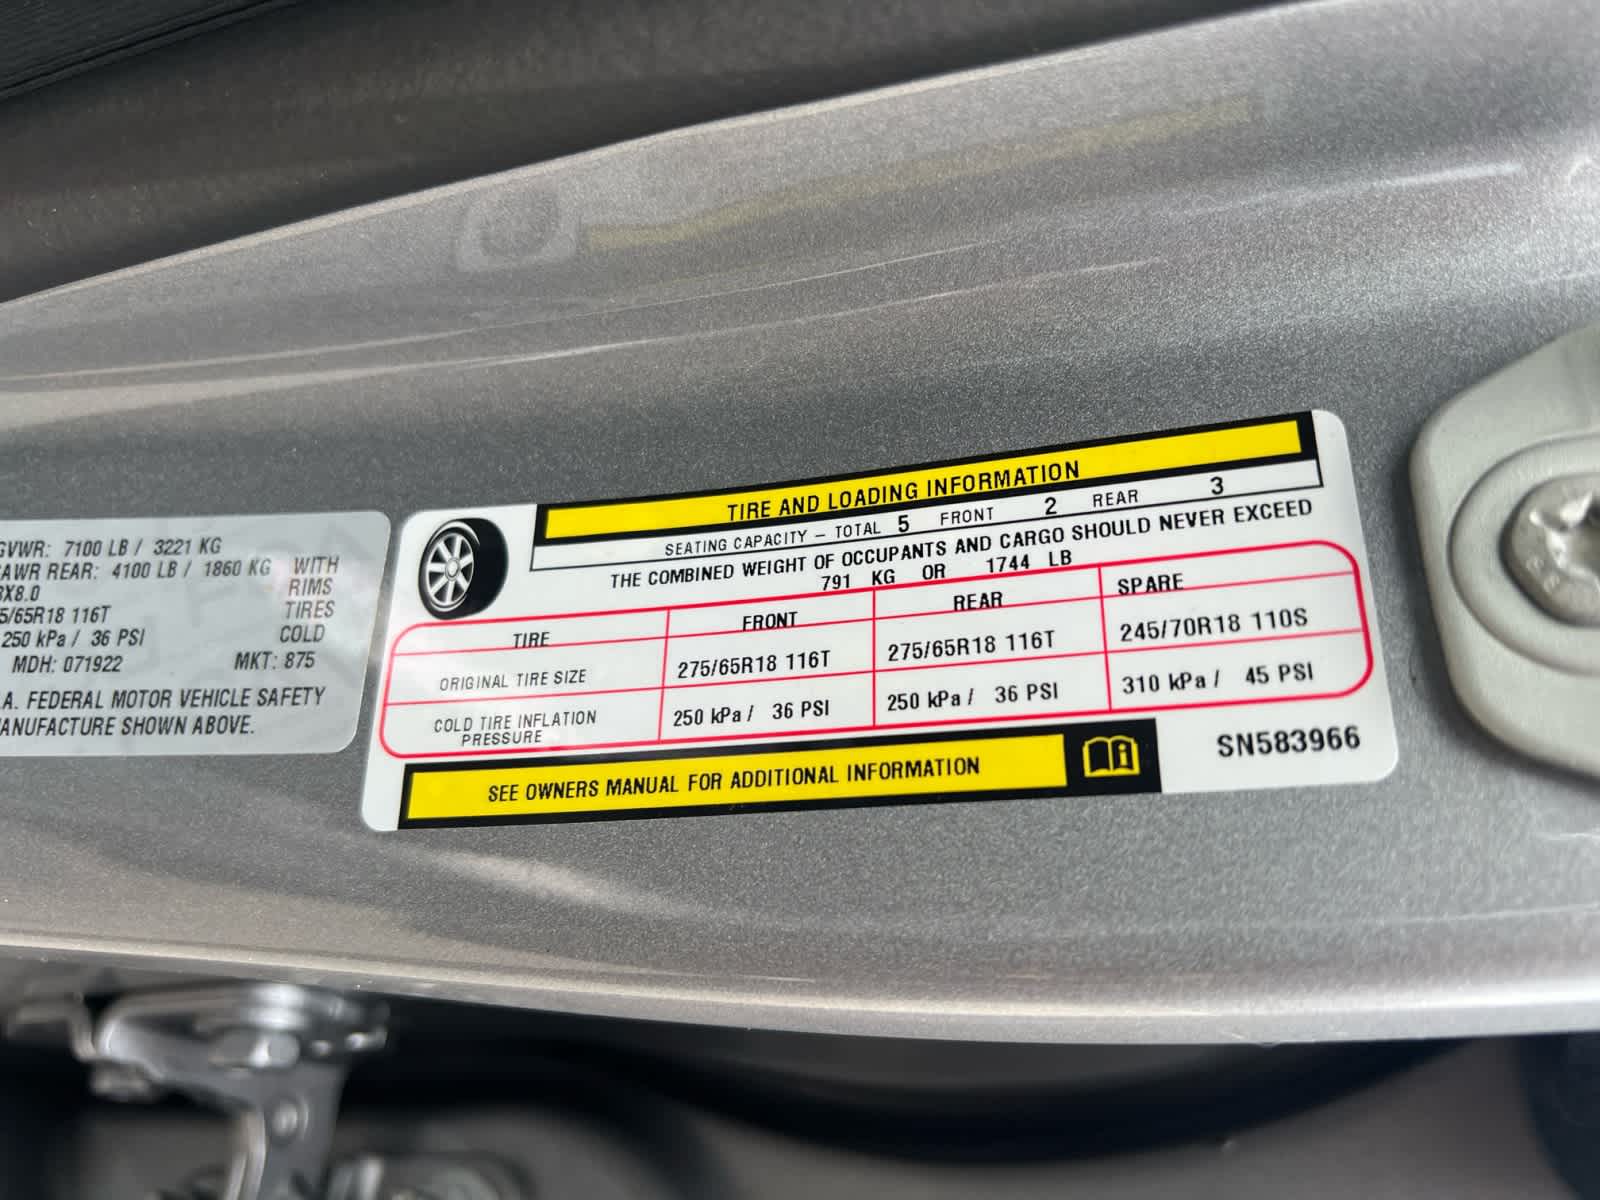 GVWR: 7100 LB / 3221 KG
GAWR REAR: 4100 LB / 1860 KG WITH
8X8.0 RIMS
5/65R18 116T TIRES
250 kPa / 36 PSI COLD
MDH: 071922 MKT: 875
.A. FEDERAL MOTOR VEHICLE SAFETY
MANUFACTURE SHOWN ABOVE.
TIRE AND LOADING INFORMATION
SEATING CAPACITY – TOTAL 5 FRONT 2 REAR 3
THE COMBINED WEIGHT OF OCCUPANTS AND CARGO SHOULD NEVER EXCEED
791 KG OR 1744 LB
TIRE FRONT REAR SPARE
ORIGINAL TIRE SIZE 275/65R18 116T 275/65R18 116T 245/70R18 110S
COLD TIRE INFLATION
PRESSURE 250 kPa / 36 PSI 250 kPa / 36 PSI 310 kPa / 45 PSI
SEE OWNERS MANUAL FOR ADDITIONAL INFORMATION
SN583966